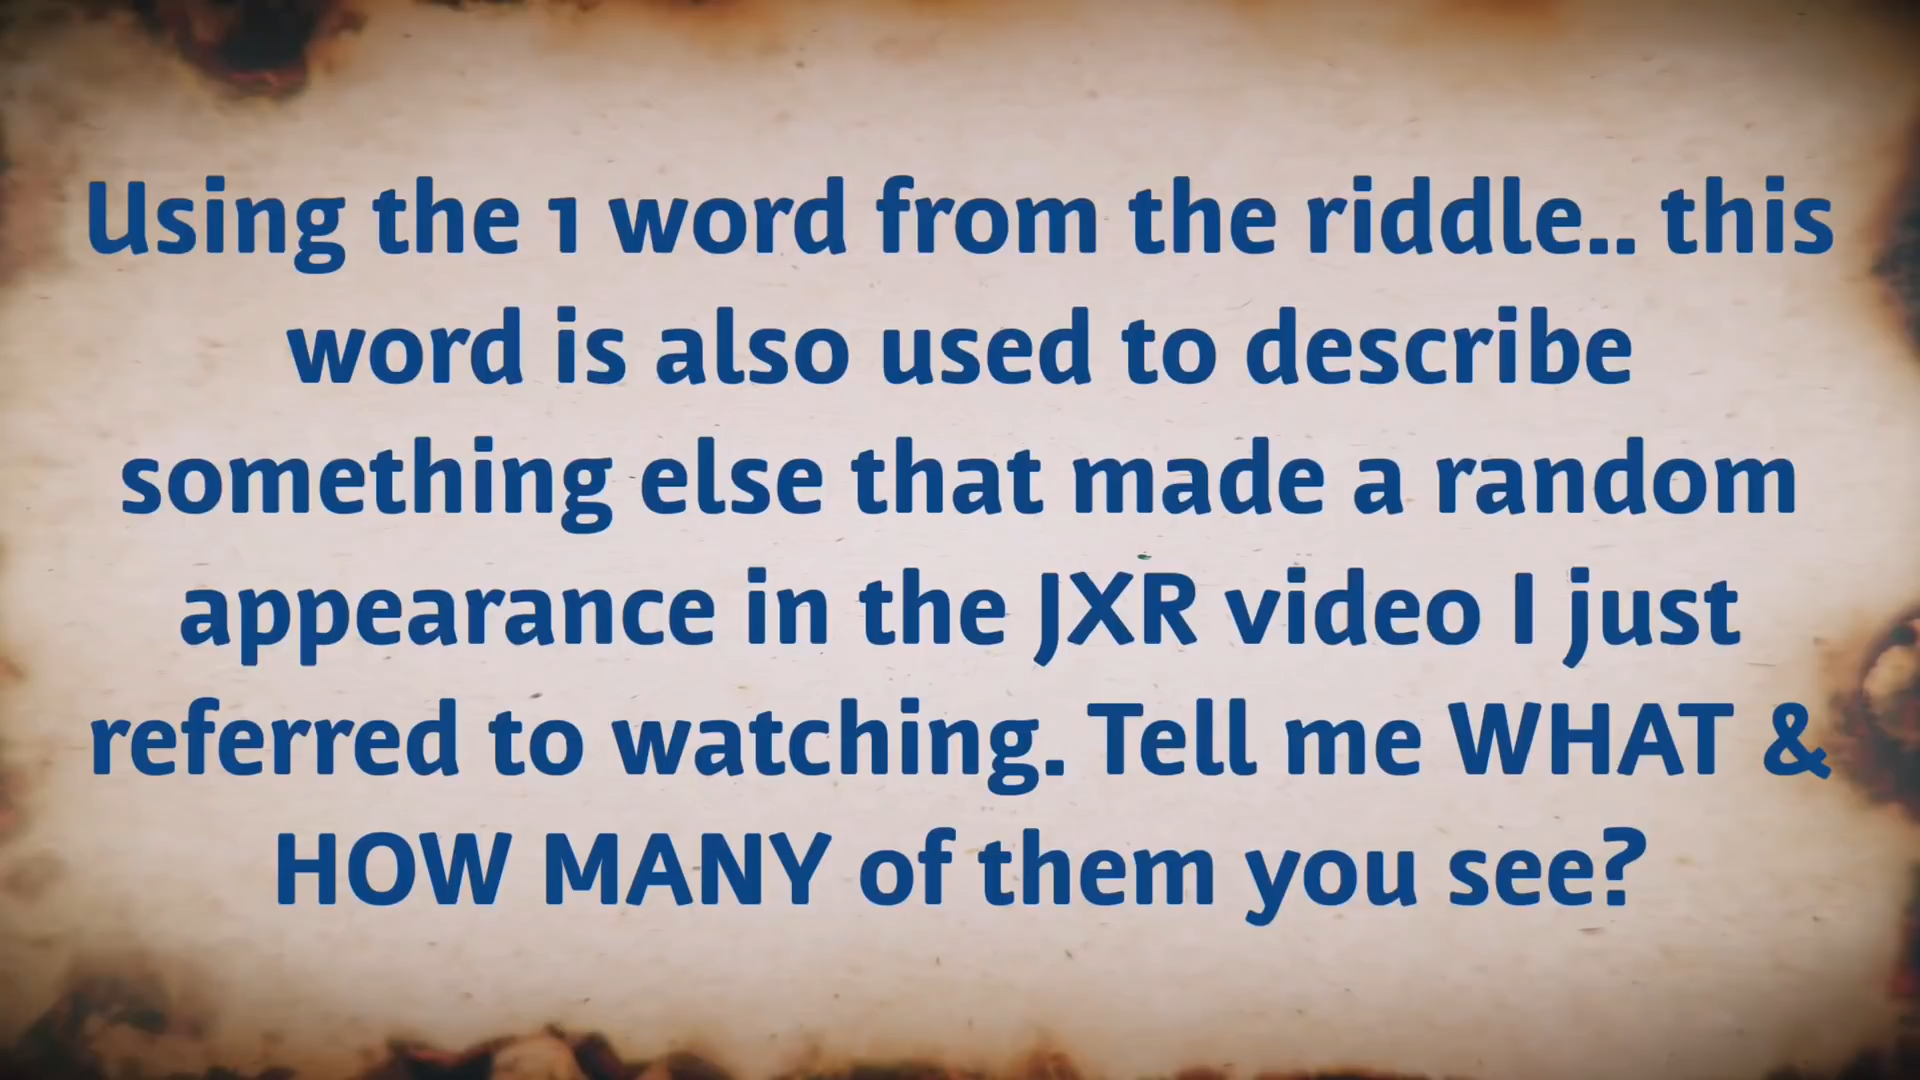 Using the 1 word from the riddle.. this
word is also used to describe
something else that made a random
appearance in the JXR video I just
referred to watching. Tell me WHAT &
HOW MANY of them you see?